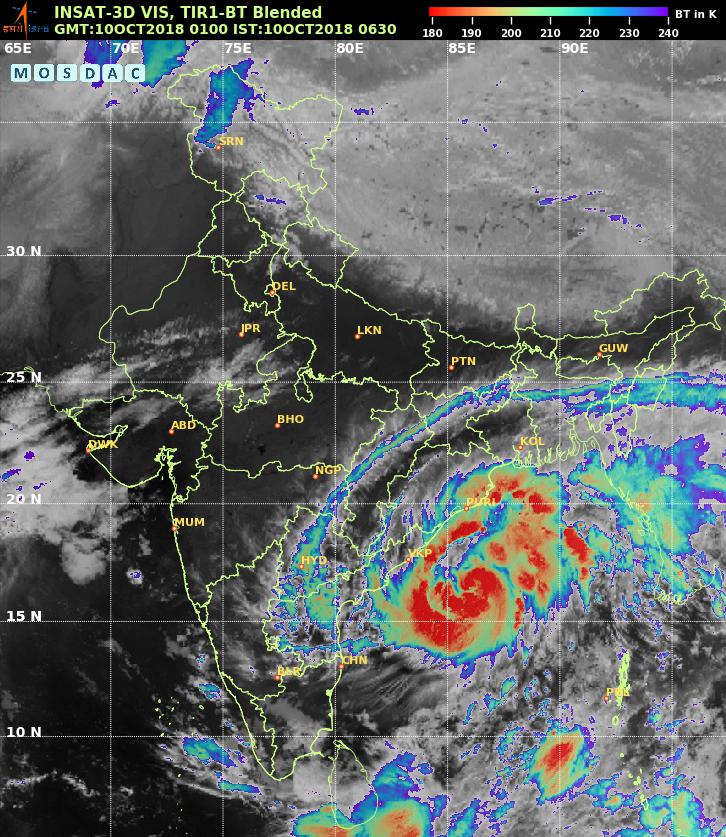 INSAT-3D VIS, TIR1-BT Blended
GMT:10OCT2018 0100 IST:10OCT2018 0630
BT in K
180 190 200 210 220 230 240
65E 70E 75E 80E 85E 90E
MOSDAC
SRN
30 N
DEL
JPR
LKN
GUW
PTN
25 N
BHO
ABD
KOL
DWK
NGP
20 N
PURI
MUM
VKP
HYD
15 N
CHN
BLR
10 N